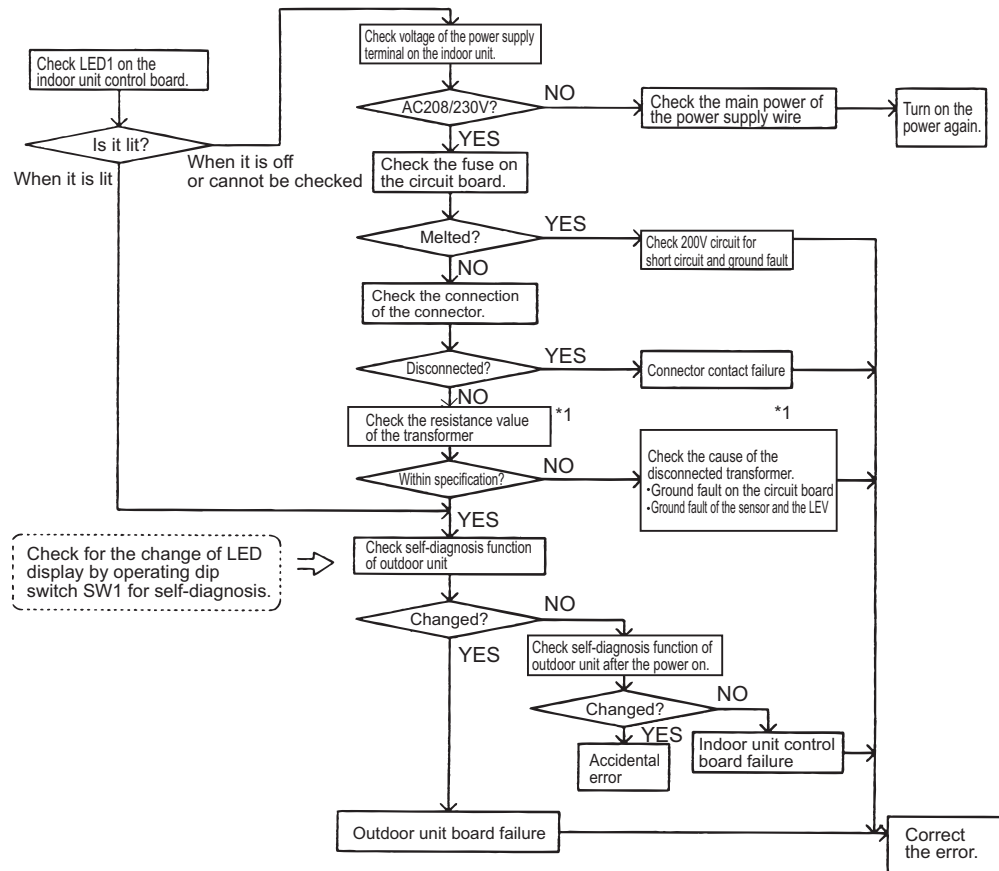 Check LED1 on the
indoor unit control board.
Is it lit?
When it is lit
When it is off
or cannot be checked
Check voltage of the power supply
terminal on the indoor unit.
AC208/230V?
NO
Check the main power of
the power supply wire
Turn on the
power again.
YES
Check the fuse on
the circuit board.
Melted?
YES
Check 200V circuit for
short circuit and ground fault
NO
Check the connection
of the connector.
Disconnected?
YES
Connector contact failure
NO
Check the resistance value
of the transformer
*1
*1
Within specification?
NO
Check the cause of the
disconnected transformer.
•Ground fault on the circuit board
•Ground fault of the sensor and the LEV
YES
Check for the change of LED
display by operating dip
switch SW1 for self-diagnosis.
Check self-diagnosis function
of outdoor unit
Changed?
NO
YES
Check self-diagnosis function of
outdoor unit after the power on.
Changed?
NO
YES
Accidental
error
Indoor unit control
board failure
Outdoor unit board failure
Correct
the error.